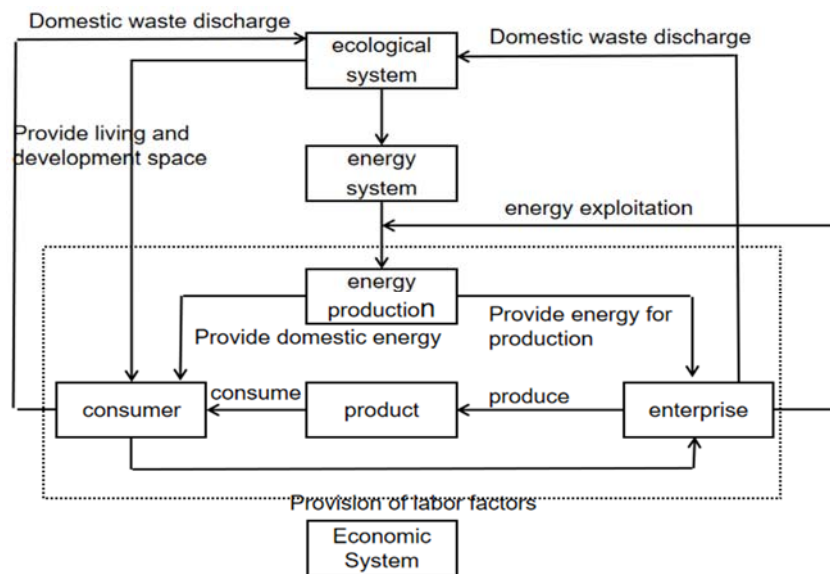 Domestic waste discharge
ecological
system
Domestic waste discharge
Provide living and
development space
energy
system
energy exploitation
energy
production
Provide domestic energy
Provide energy for
production
consumer
consume
product
produce
enterprise
Provision of labor factors
Economic
System